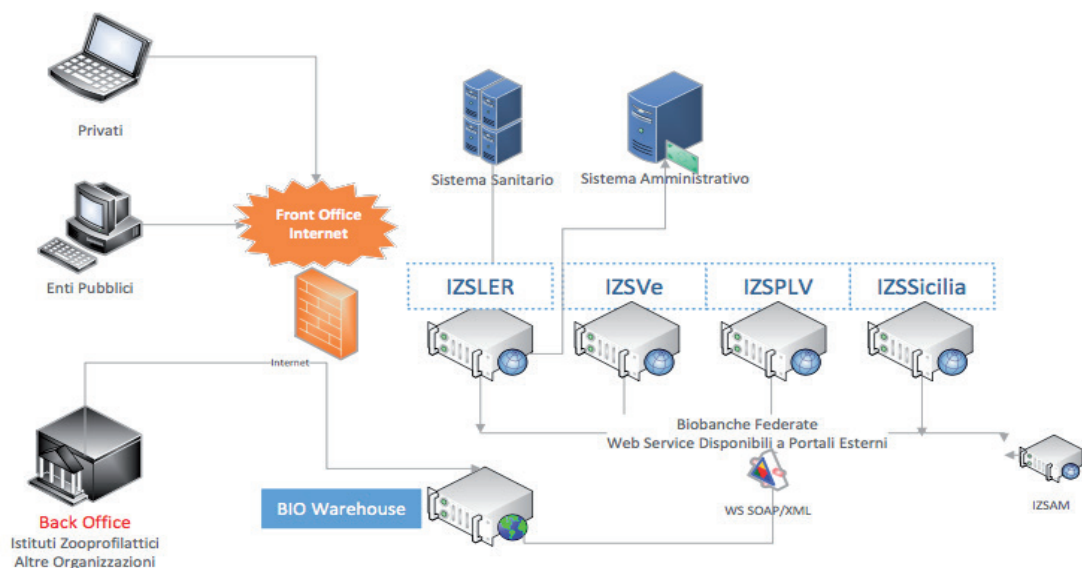 Privati
Sistema Sanitario
Sistema Amministrativo
Front Office
Internet
Enti Pubblici
IZSLER
IZSVe
IZSPLV
IZSSicilia
Internet
Biobanche Federate
Web Service Disponibili a Portali Esterni
BIO Warehouse
WS SOAP/XML
IZSAM
Back Office
Istituti Zooprofilattici
Altre Organizzazioni